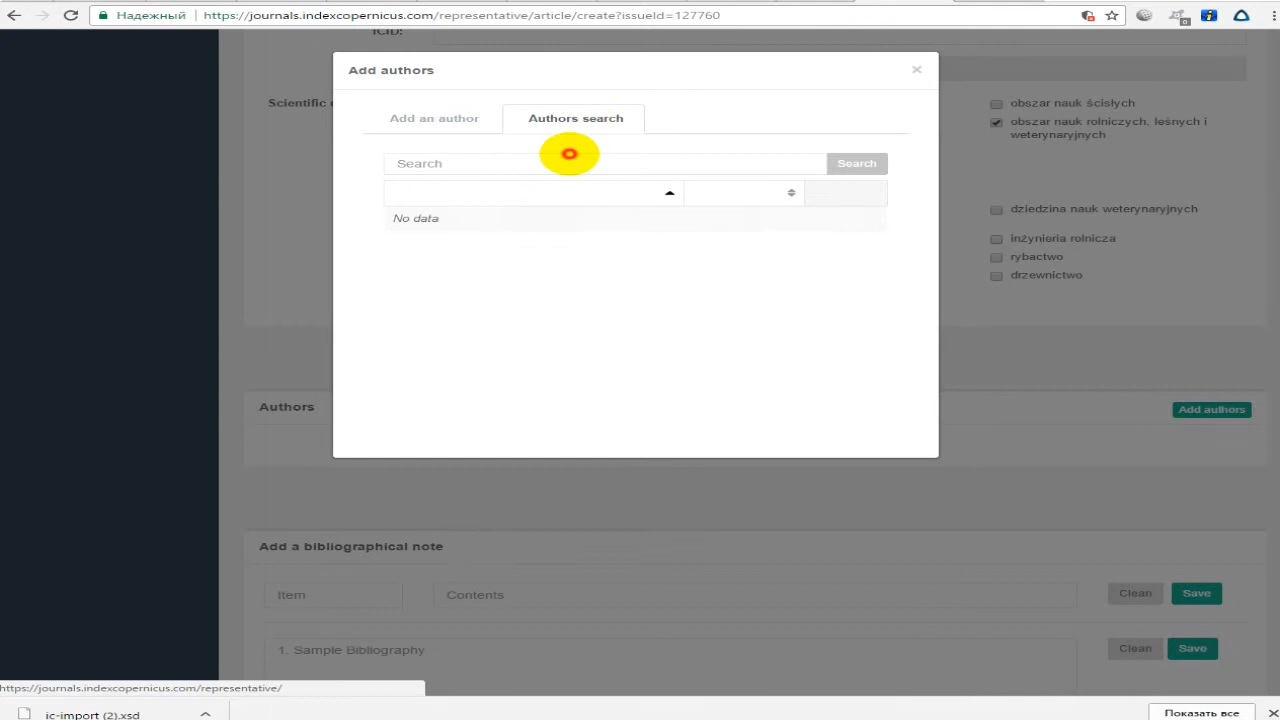 Надежный
https://journals.indexcopernicus.com/representative/article/create?issueId=127760
0
ICID:
Add authors
×
Scientific
obszar nauk ścisłych
Add an author
Authors search
obszar nauk rolniczych, leśnych i
weterynaryjnych
Search
Search
No data
dziedzina nauk weterynaryjnych
inżynieria rolnicza
rybactwo
drzewnictwo
Authors
Add authors
Add a bibliographical note
Item
Contents
Clean
Save
1. Sample Bibliography
Clean
Save
https://journals.indexcopernicus.com/representative/
ic-import (2).xsd
Показать все